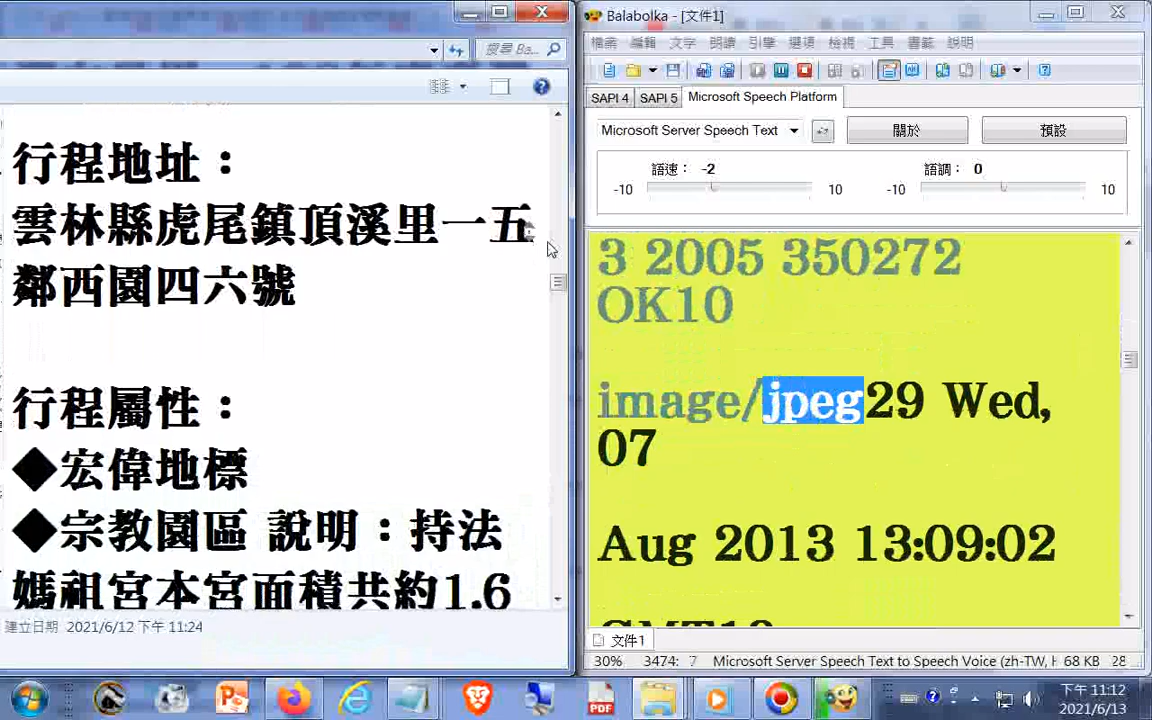 搜尋 Ba...
行程地址：
雲林縣虎尾鎮頂溪里一五
鄰西園四六號
行程屬性：
◆宏偉地標
◆宗教園區 說明：持法
媽祖宮本宮面積共約1.6
建立日期 2021/6/12 下午 11:24
Balabolka - [文件1]
檔案 編輯 文字 朗讀 引擎 選項 檢視 工具 書籤 說明
SAPI 4 SAPI 5 Microsoft Speech Platform
Microsoft Server Speech Text 關於 預設
語速： -2 語調： 0
-10 10 -10 10
3 2005 350272
OK10
image/jpeg29 Wed,
07
Aug 2013 13:09:02
GMT10
文件1
30% 3474: 7 Microsoft Server Speech Text to Speech Voice (zh-TW, H 68 KB 28
PDF
下午 11:12
2021/6/13